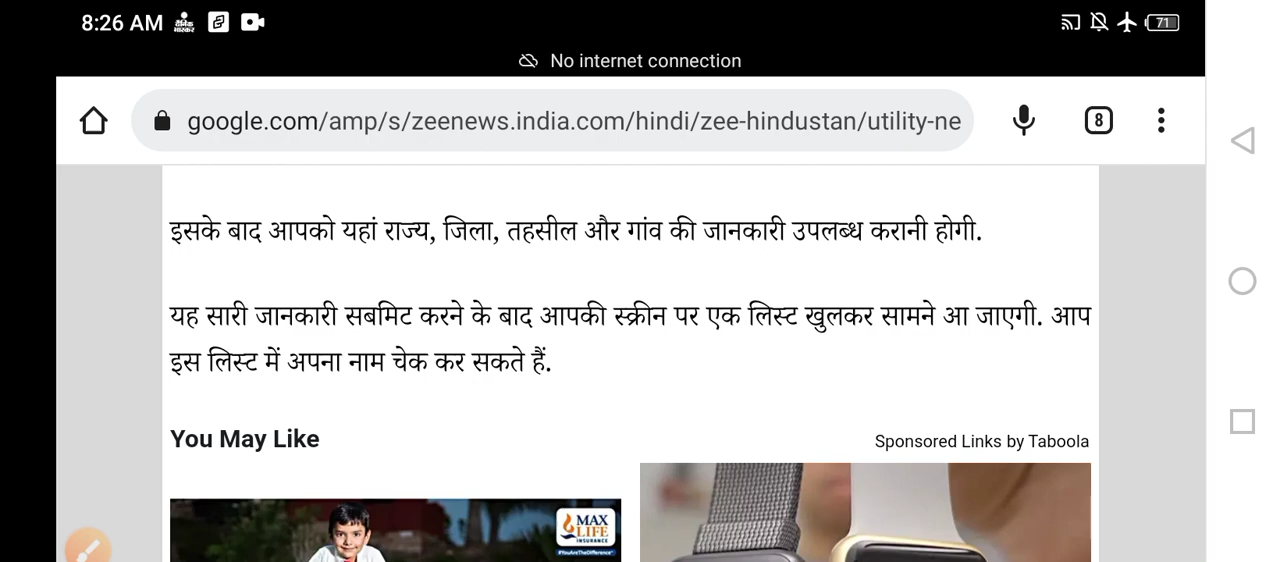 8:26 AM
71
No internet connection
google.com/amp/s/zeenews.india.com/hindi/zee-hindustan/utility-ne
8
इसके बाद आपको यहां राज्य, जिला, तहसील और गांव की जानकारी उपलब्ध करानी होगी.
यह सारी जानकारी सबमिट करने के बाद आपकी स्क्रीन पर एक लिस्ट खुलकर सामने आ जाएगी. आप
इस लिस्ट में अपना नाम चेक कर सकते हैं.
You May Like
Sponsored Links by Taboola
MAX
LIFE
INSURANCE
#YouAreTheDifference